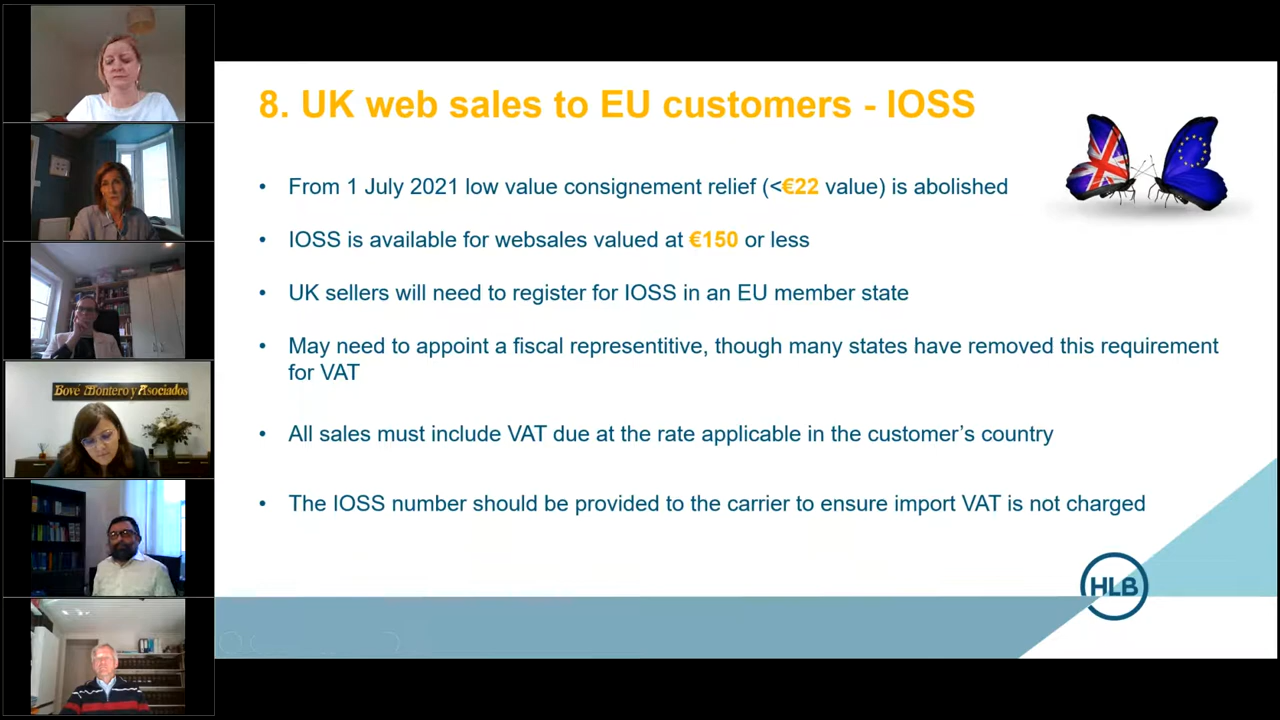 Bové Montero y Asociados
8. UK web sales to EU customers - IOSS
• From 1 July 2021 low value consignement relief (<€22 value) is abolished
• IOSS is available for websales valued at €150 or less
• UK sellers will need to register for IOSS in an EU member state
• May need to appoint a fiscal representitive, though many states have removed this requirement
for VAT
• All sales must include VAT due at the rate applicable in the customer’s country
• The IOSS number should be provided to the carrier to ensure import VAT is not charged
HLB